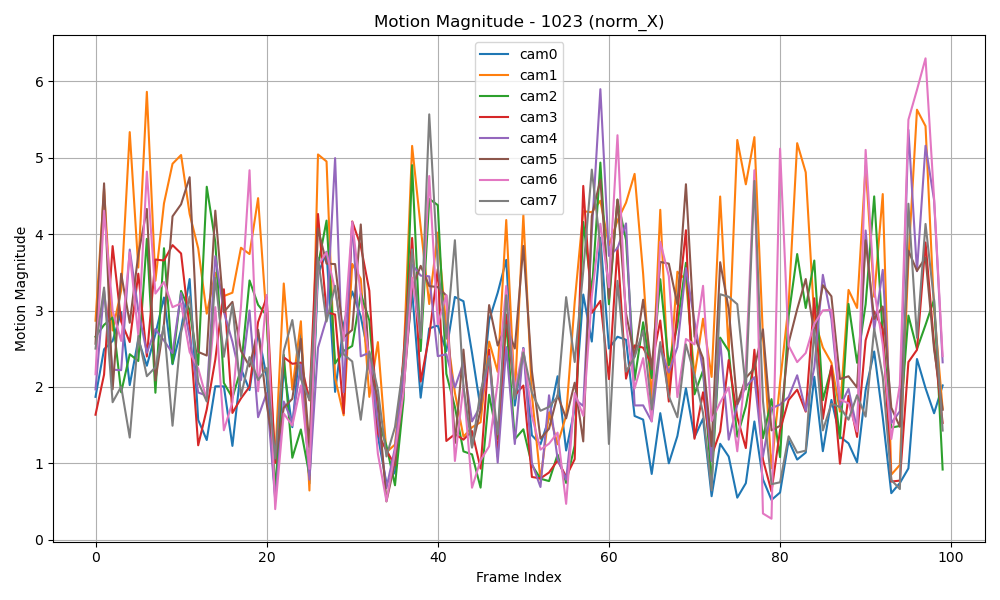 Motion Magnitude - 1023 (norm_X)
Motion Magnitude
6
5
4
3
2
1
0
cam0
cam1
cam2
cam3
cam4
cam5
cam6
cam7
0 20 40 60 80 100
Frame Index